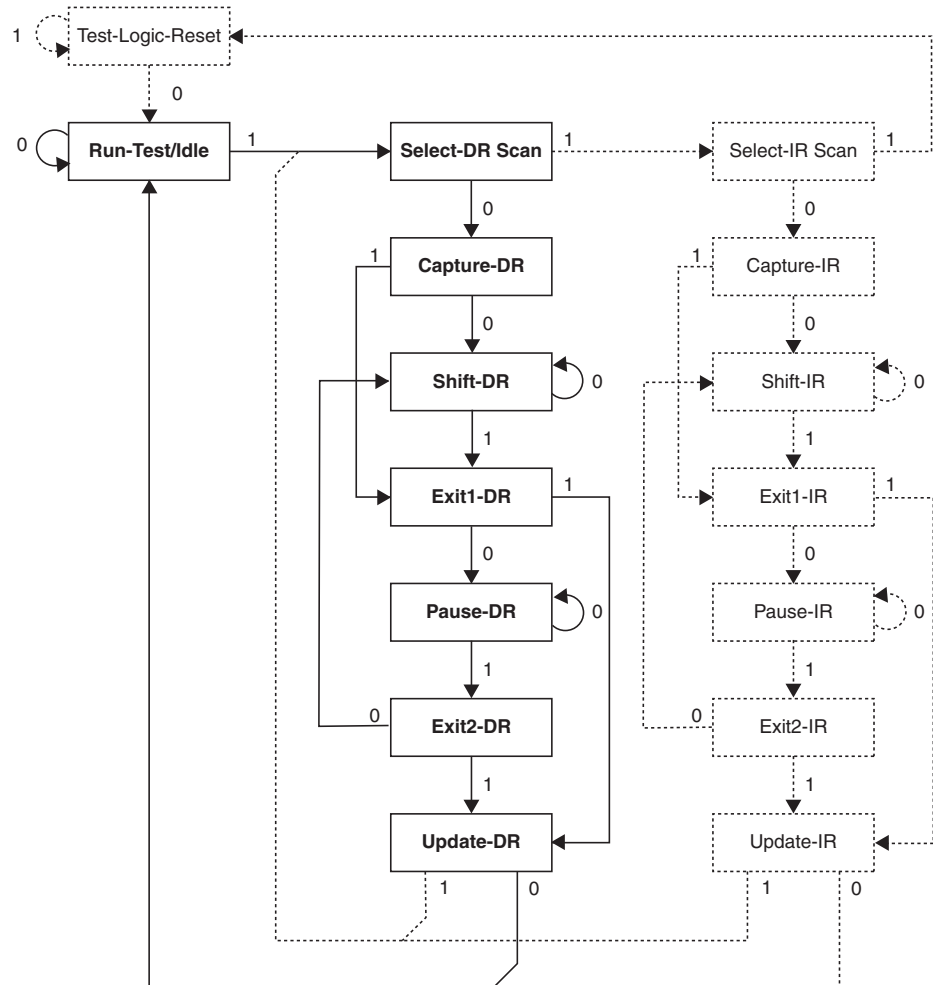 1 Test-Logic-Reset
0
0 Run-Test/Idle 1 Select-DR Scan 1 Select-IR Scan 1
0 0
1 Capture-DR 1 Capture-IR
0 0
Shift-DR 0 Shift-IR 0
1 1
Exit1-DR 1 Exit1-IR 1
0 0
Pause-DR 0 Pause-IR 0
1 1
0 Exit2-DR 0 Exit2-IR
1 1
Update-DR Update-IR
1 0 1 0